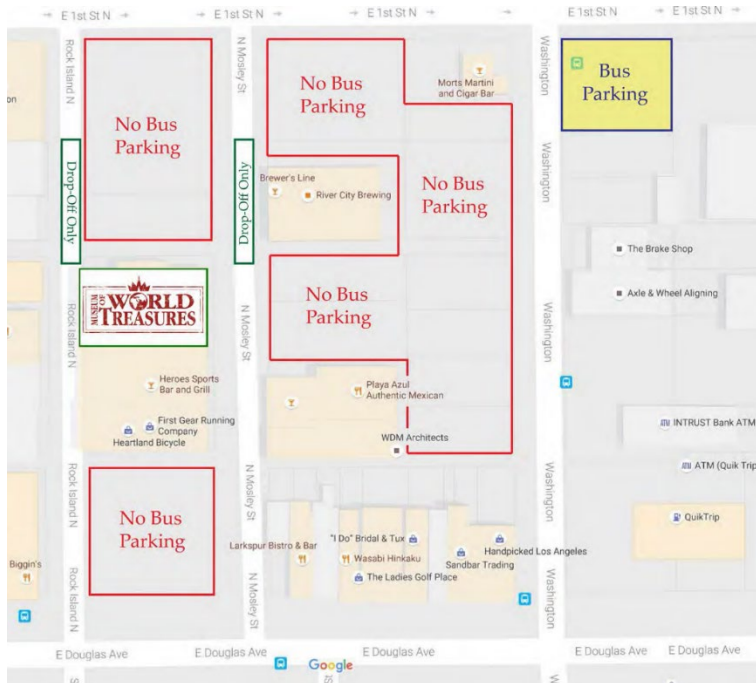 E 1st St N
E 1st St N
E 1st St N
E 1st St N
E 1st St N
Rock Island N
N Mosley St
Washington
No Bus
Parking
No Bus
Parking
Morts Martini
and Cigar Bar
Bus
Parking
Drop-Off Only
Drop-Off Only
Brewer's Line
River City Brewing
No Bus
Parking
Washington
The Brake Shop
Axle & Wheel Aligning
MUSEUM OF
WORLD
TREASURES
No Bus
Parking
Rock Island N
N Mosley St
Washington
Heroes Sports
Bar and Grill
First Gear Running
Company
Heartland Bicycle
Playa Azul
Authentic Mexican
WDM Architects
INTRUST Bank ATM
ATM (Quik Trip
Rock Island N
N Mosley St
Washington
No Bus
Parking
QuikTrip
Larkspur Bistro & Bar
"I Do" Bridal & Tux
Wasabi Hinkaku
The Ladies Golf Place
Handpicked Los Angeles
Sandbar Trading
Biggin's
Rock Island N
N Mosley St
Washington
E Douglas Ave
E Douglas Ave
E Douglas Ave
E Douglas Ave
Google